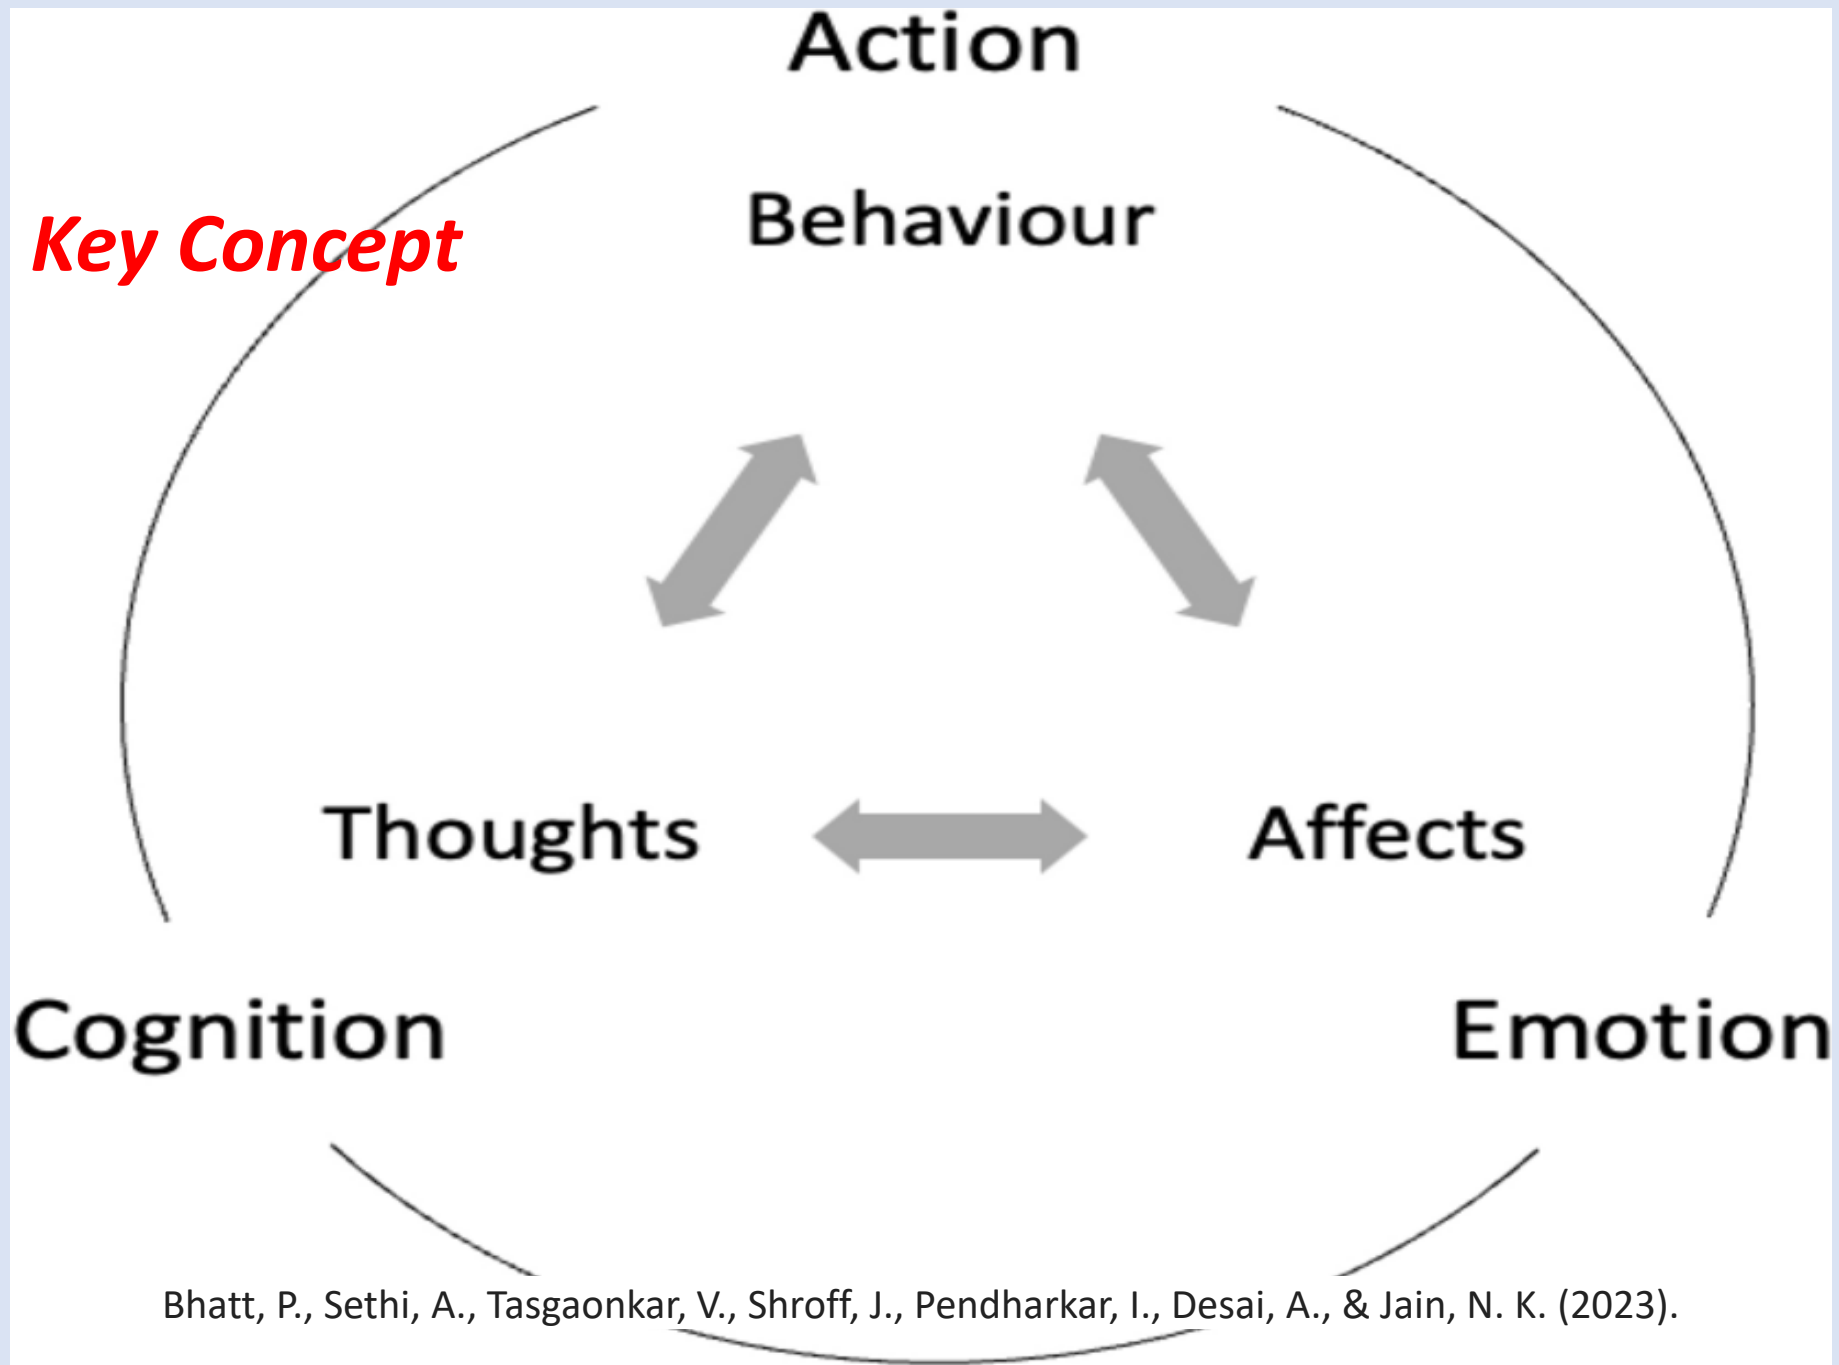 Action
Behaviour
Key Concept
Thoughts
Affects
Cognition
Emotion
Bhatt, P., Sethi, A., Tasgaonkar, V., Shroff, J., Pendharkar, I., Desai, A., & Jain, N. K. (2023).